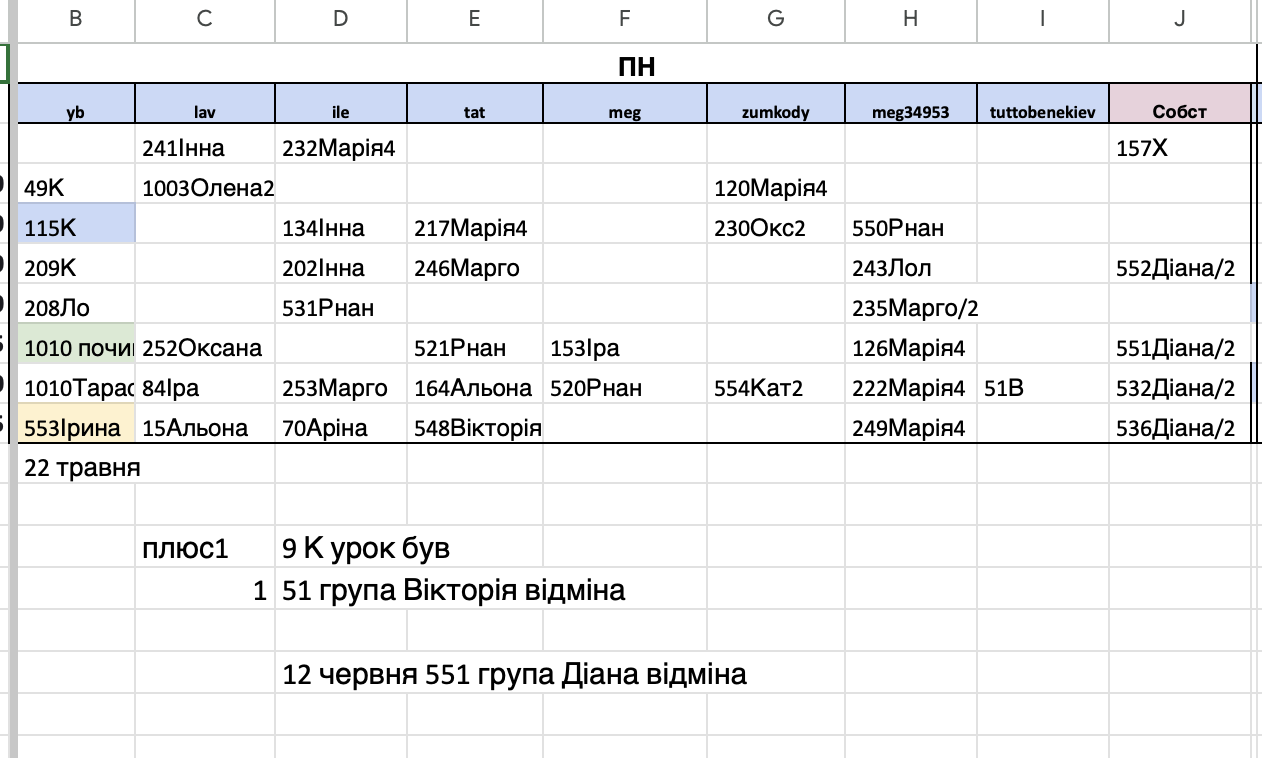 B C D E F G H I J
ПН
yb lav ile tat meg zumkody meg34953 tuttobenekiev Собст
241Інна 232Марія4 157Х
49К 1003Олена2 120Марія4
115К 134Інна 217Марія4 230Окс2 550Рнан
209К 202Інна 246Марго 243Лол 552Діана/2
208Ло 531Рнан 235Марго/2
1010 почи 252Оксана 521Рнан 153Іра 126Марія4 551Діана/2
1010Тарас 84Іра 253Марго 164Альона 520Рнан 554Кат2 222Марія4 51В 532Діана/2
553Ірина 15Альона 70Аріна 548Вікторія 249Марія4 536Діана/2
22 травня
плюс1 9 К урок був
1 51 група Вікторія відміна
12 червня 551 група Діана відміна